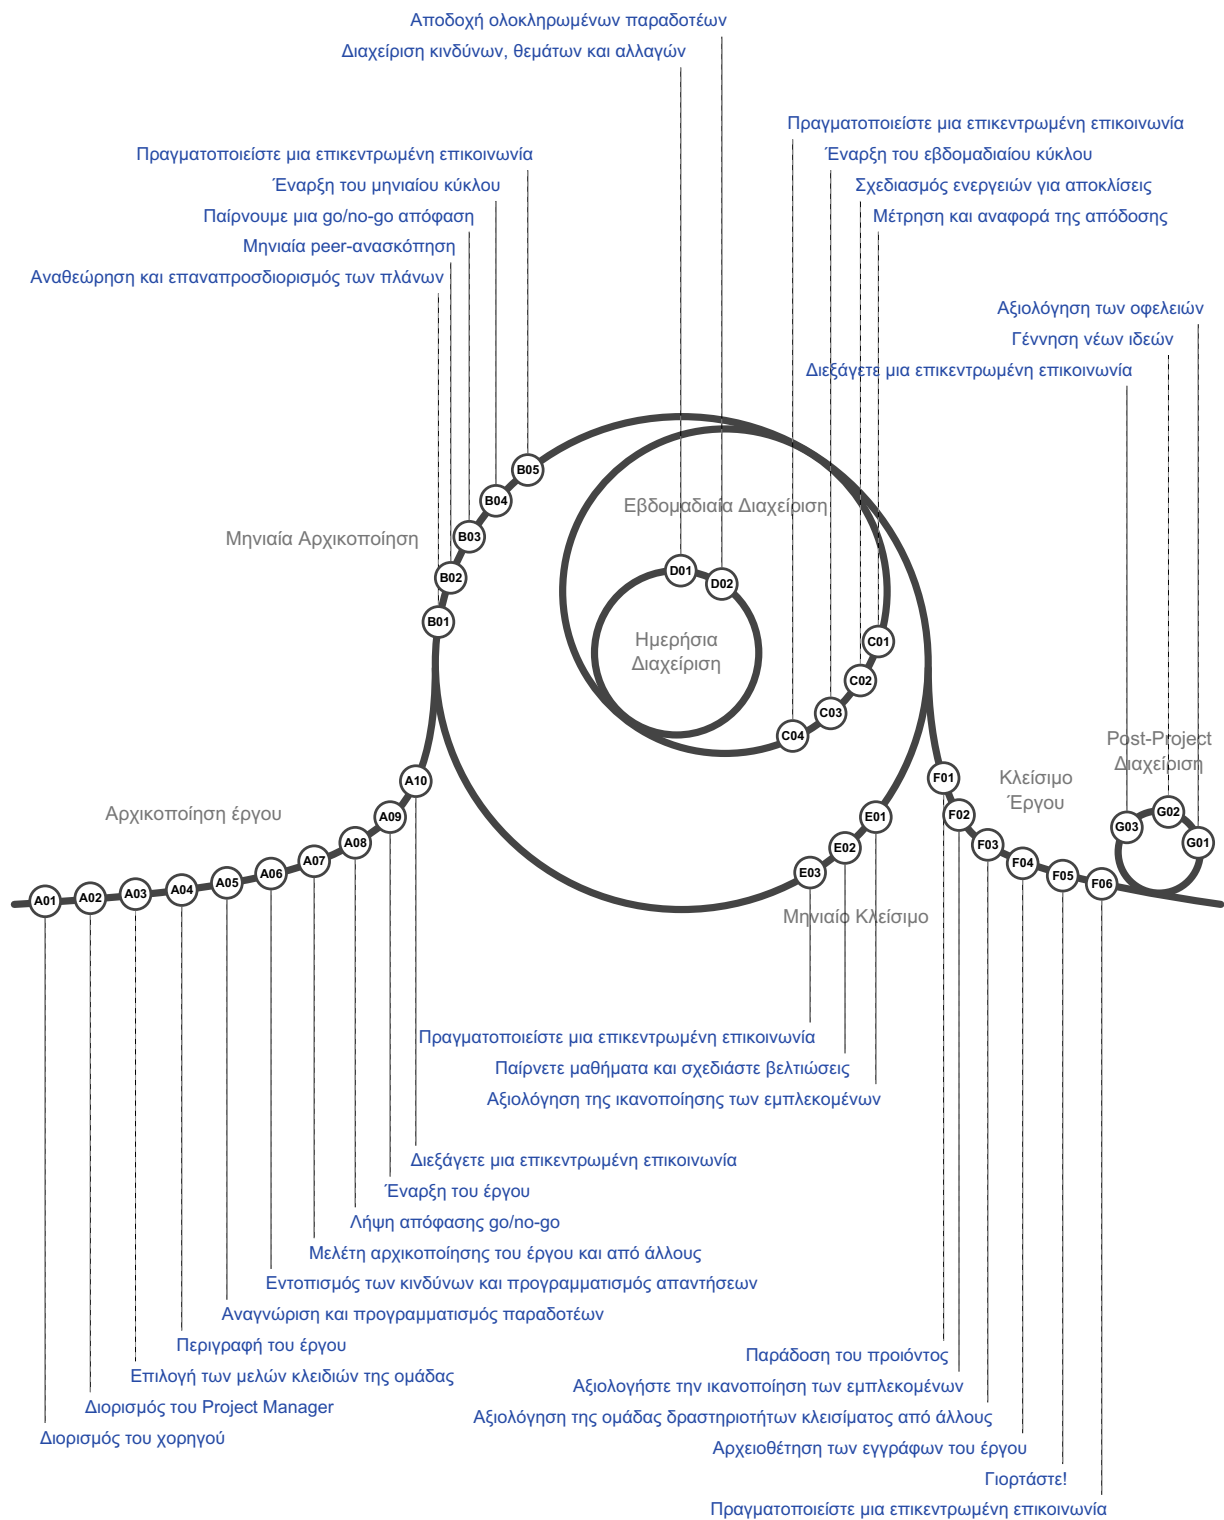 Αποδοχή ολοκληρωμένων παραδοτέων
Διαχείριση κινδύνων, θεμάτων και αλλαγών
Πραγματοποιείστε μια επικεντρωμένη επικοινωνία
Έναρξη του εβδομαδιαίου κύκλου
Σχεδιασμός ενεργειών για αποκλίσεις
Μέτρηση και αναφορά της απόδοσης
Πραγματοποιείστε μια επικεντρωμένη επικοινωνία
Έναρξη του μηνιαίου κύκλου
Παίρνουμε μια go/no-go απόφαση
Μηνιαία peer-ανασκόπηση
Αναθεώρηση και επαναπροσδιορισμός των πλάνων
Αξιολόγηση των οφελειών
Γέννηση νέων ιδεών
Διεξάγετε μια επικεντρωμένη επικοινωνία
B05
B04
B03
B02
B01
Μηνιαία Αρχικοποίηση
Εβδομαδιαία Διαχείριση
D01
D02
Ημερήσια
Διαχείριση
C01
C02
C03
C04
Post-Project
Διαχείριση
Κλείσιμο
Έργου
Αρχικοποίηση έργου
A10
A09
A08
A07
A06
A05
A04
A03
A02
A01
E01
E02
E03
Μηνιαίο Κλείσιμο
F01
F02
F03
F04
F05
F06
G03
G02
G01
Πραγματοποιείστε μια επικεντρωμένη επικοινωνία
Παίρνετε μαθήματα και σχεδιάστε βελτιώσεις
Αξιολόγηση της ικανοποίησης των εμπλεκομένων
Διεξάγετε μια επικεντρωμένη επικοινωνία
Έναρξη του έργου
Λήψη απόφασης go/no-go
Μελέτη αρχικοποίησης του έργου και από άλλους
Εντοπισμός των κινδύνων και προγραμματισμός απαντήσεων
Αναγνώριση και προγραμματισμός παραδοτέων
Περιγραφή του έργου
Επιλογή των μελών κλειδιών της ομάδας
Διορισμός του Project Manager
Διορισμός του χορηγού
Παράδοση του προιόντος
Αξιολογήστε την ικανοποίηση των εμπλεκομένων
Αξιολόγηση της ομάδας δραστηριοτήτων κλεισίματος από άλλους
Αρχειοθέτηση των εγγράφων του έργου
Γιορτάστε!
Πραγματοποιείστε μια επικεντρωμένη επικοινωνία